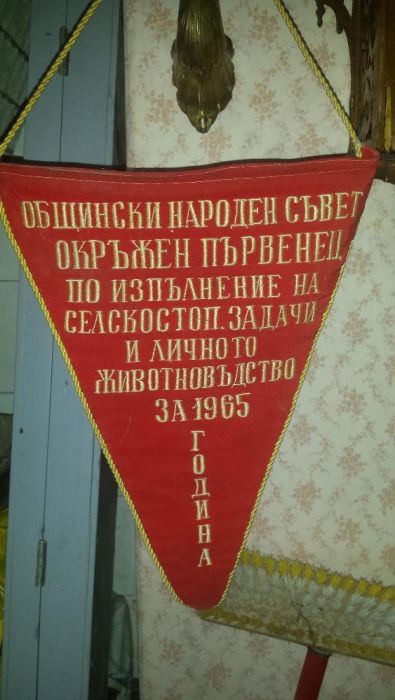 ОБЩИНСКИ НАРОДЕН СЪВЕТ
ОКРЪЖЕН ПЪРВЕНЕЦ
ПО ИЗПЪЛНЕНИЕ НА
СЕЛСКОСТОП. ЗАДАЧИ
И ЛИЧНОТО
ЖИВОТНОВЪДСТВО
ЗА 1965
ГОДИНА